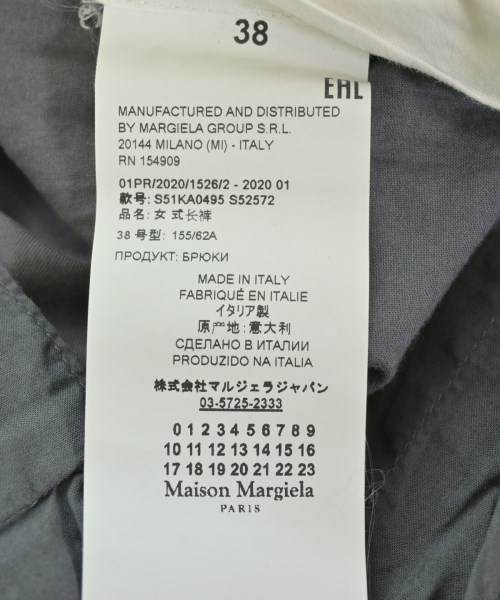 38
EAC
MANUFACTURED AND DISTRIBUTED
BY MARGIELA GROUP S.R.L.
20144 MILANO (MI) - ITALY
RN 154909
01PR/2020/1526/2 - 2020 01
款号: S51KA0495 S52572
品名: 女 式长裤
38 号型: 155/62A
ПРОДУКТ: БРЮКИ
MADE IN ITALY
FABRIQUÉ EN ITALIE
イタリア製
原产地: 意大利
СДЕЛАНО В ИТАЛИИ
PRODUZIDO NA ITALIA
株式会社マルジェラジャパン
03-5725-2333
0 1 2 3 4 5 6 7 8 9
10 11 12 13 14 15 16
17 18 19 20 21 22 23
Maison Margiela
PARIS